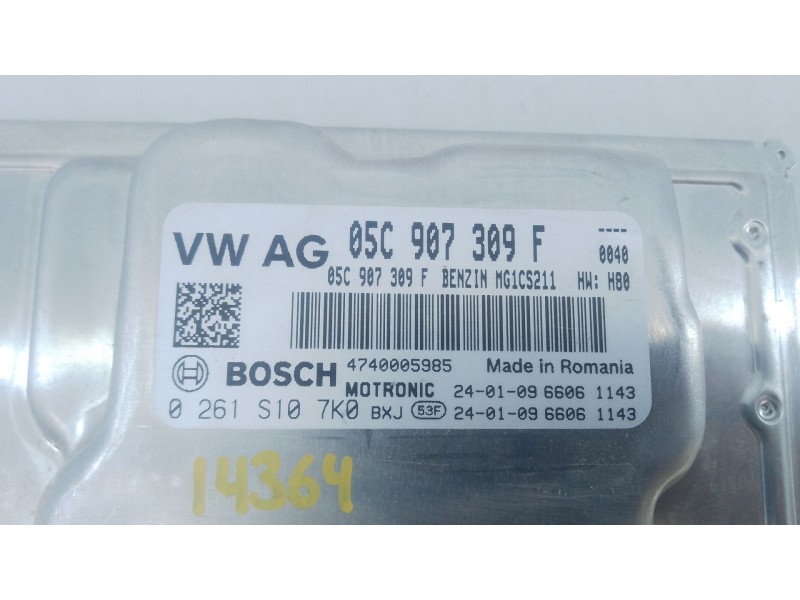 VW AG 05C 907 309 F ----
0040
05C 907 309 F BENZIN MG1CS211 HW: H80
BOSCH 4740005985 Made in Romania
MOTRONIC 24-01-09 6606 1143
0 261 S10 7K0 BXJ 53F 24-01-09 6606 1143
14364